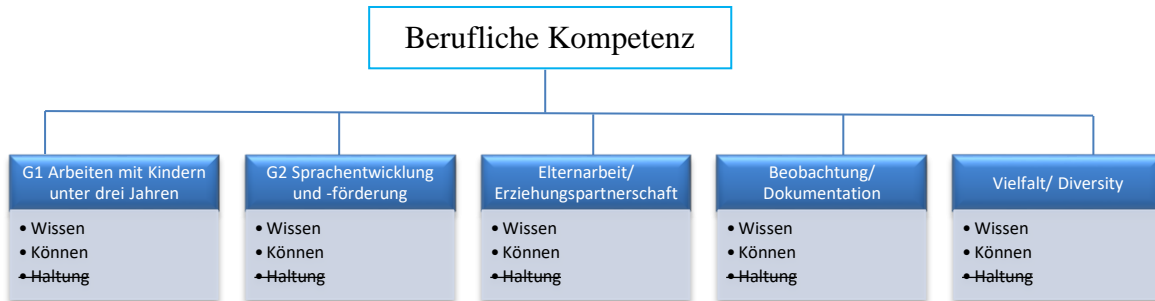 Berufliche Kompetenz
G1 Arbeiten mit Kindern
unter drei Jahren
• Wissen
• Können
• Haltung
G2 Sprachentwicklung
und -förderung
• Wissen
• Können
• Haltung
Elternarbeit/
Erziehungspartnerschaft
• Wissen
• Können
• Haltung
Beobachtung/
Dokumentation
• Wissen
• Können
• Haltung
Vielfalt/ Diversity
• Wissen
• Können
• Haltung